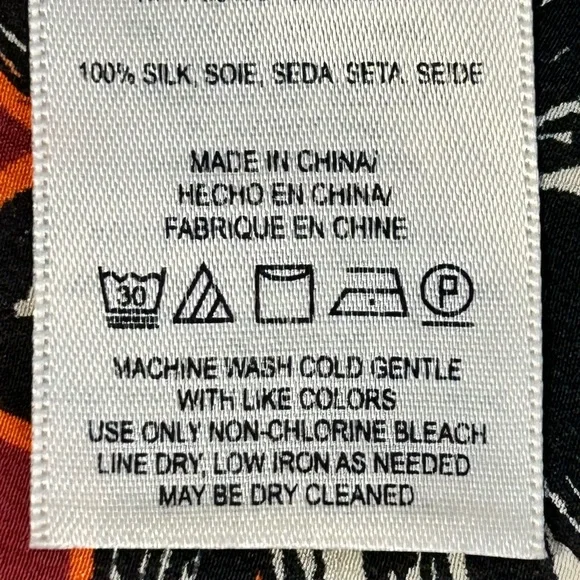 100% SILK, SOIE, SEDA, SETA, SEIDE
MADE IN CHINA/
HECHO EN CHINA/
FABRIQUE EN CHINE
30 P
MACHINE WASH COLD GENTLE
WITH LIKE COLORS
USE ONLY NON-CHLORINE BLEACH
LINE DRY, LOW IRON AS NEEDED
MAY BE DRY CLEANED